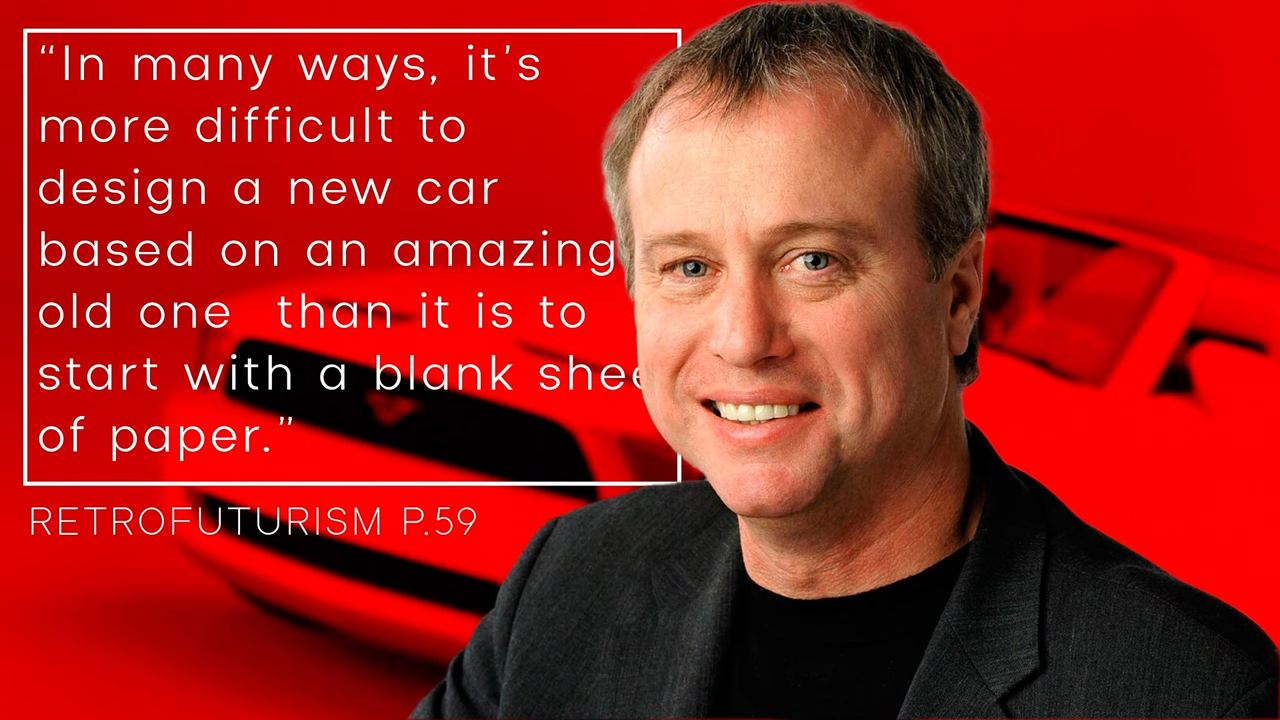 “In many ways, it’s
more difficult to
design a new car
based on an amazing
old one than it is to
start with a blank shee
of paper.”
RETROFUTURISM P.59